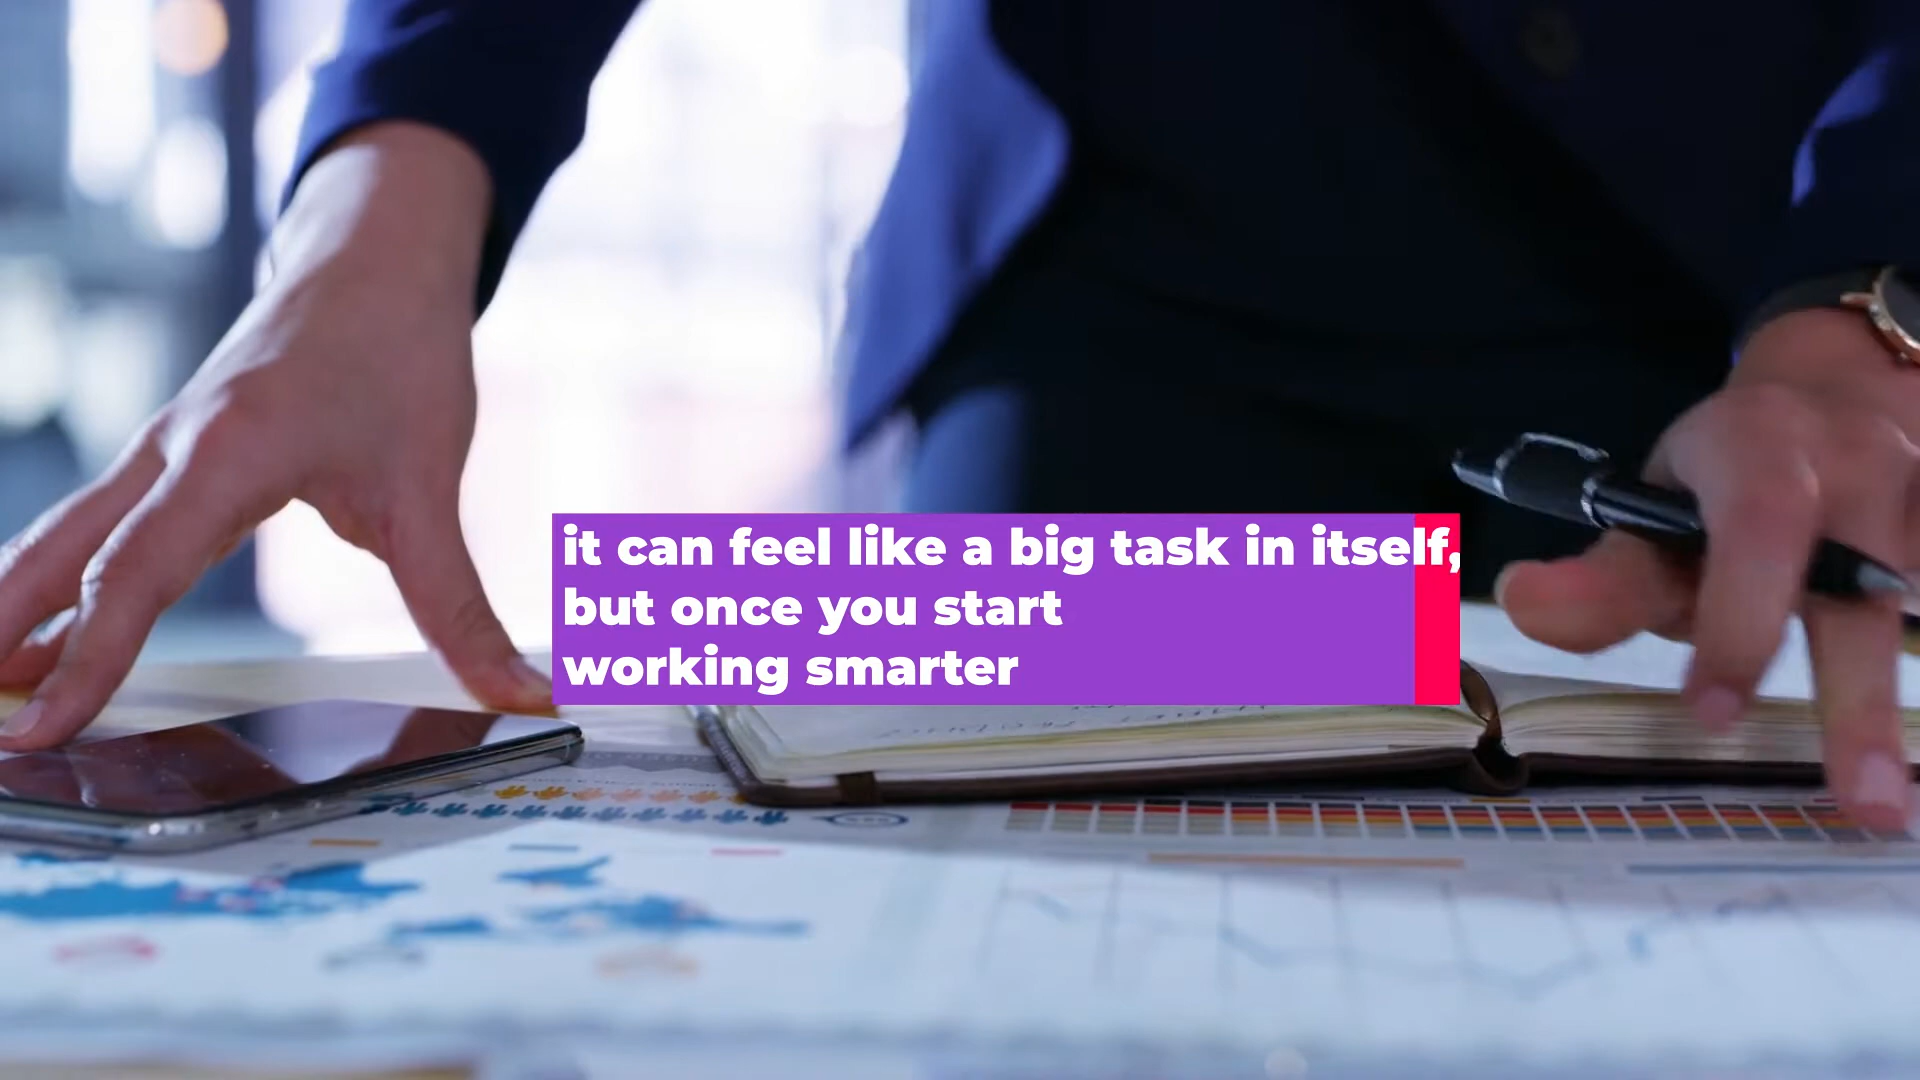 it can feel like a big task in itself,
but once you start
working smarter